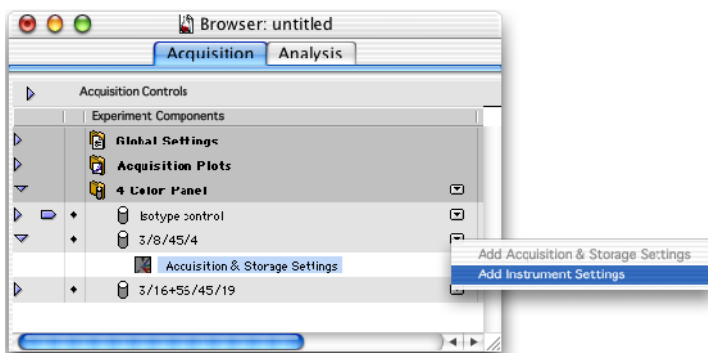 Browser: untitled
Acquisition Analysis
Acquisition Controls
Experiment Components
Global Settings
Acquisition Plots
4 Color Panel
Isotype control
3/8/45/4
Add Acquisition & Storage Settings
Acquisition & Storage Settings
Add Instrument Settings
3/16+56/45/19